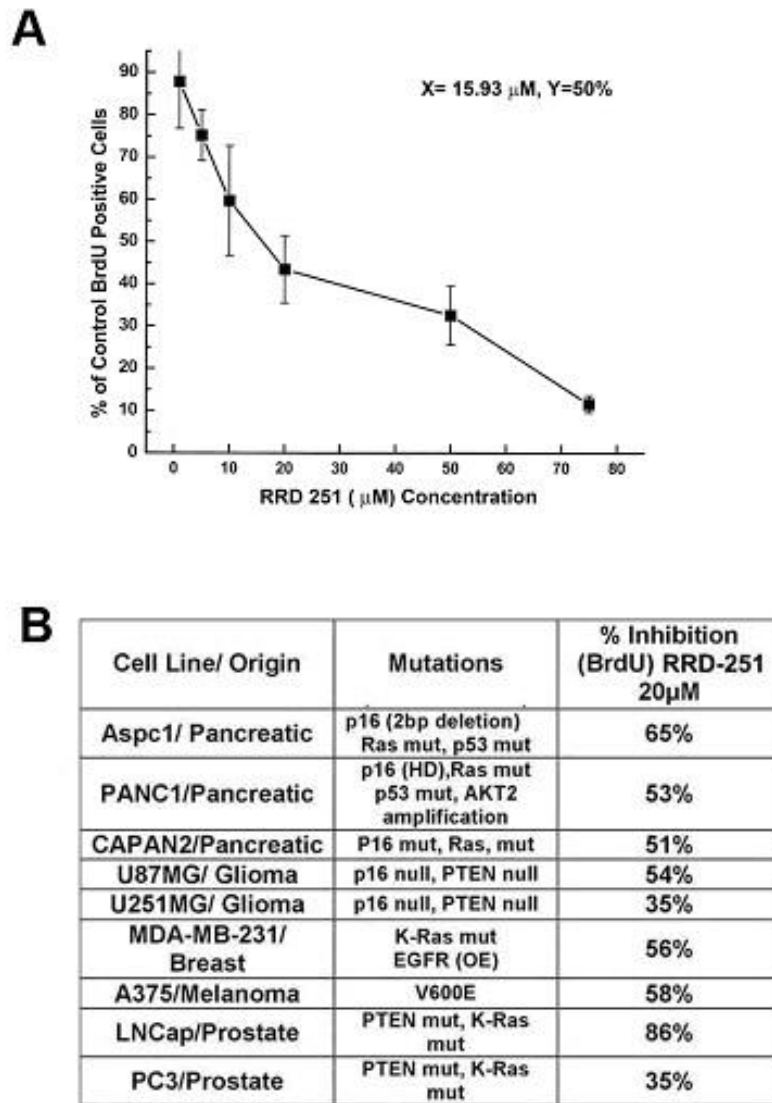 A
X= 15.93 μM, Y=50%
% of Control BrdU Positive Cells
90
80
70
60
50
40
30
20
10
0
0 10 20 30 40 50 60 70 80
RRD 251 ( μM) Concentration
B
Cell Line/ Origin
Mutations
% Inhibition
(BrdU) RRD-251
20μM
Aspc1/ Pancreatic
p16 (2bp deletion)
Ras mut, p53 mut
65%
PANC1/Pancreatic
p16 (HD),Ras mut
p53 mut, AKT2
amplification
53%
CAPAN2/Pancreatic
P16 mut, Ras, mut
51%
U87MG/ Glioma
p16 null, PTEN null
54%
U251MG/ Glioma
p16 null, PTEN null
35%
MDA-MB-231/
Breast
K-Ras mut
EGFR (OE)
56%
A375/Melanoma
V600E
58%
LNCap/Prostate
PTEN mut, K-Ras
mut
86%
PC3/Prostate
PTEN mut, K-Ras
mut
35%